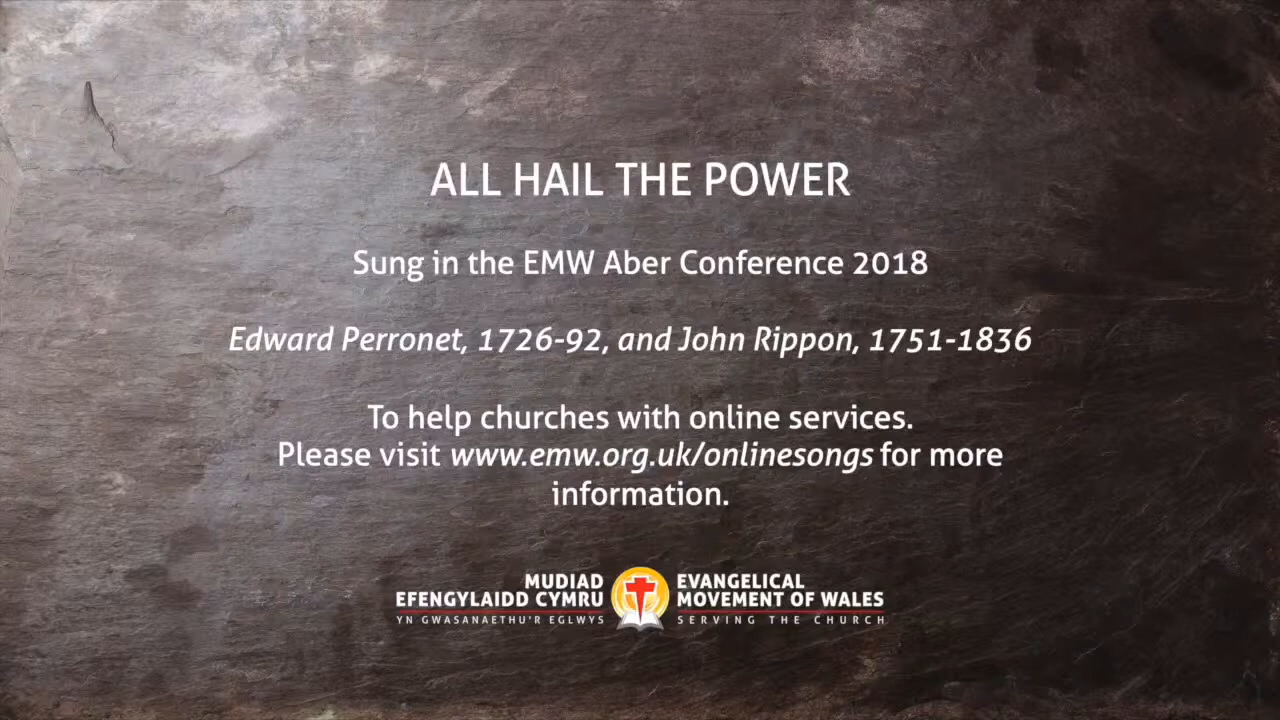 ALL HAIL THE POWER
Sung in the EMW Aber Conference 2018
Edward Perronet, 1726-92, and John Rippon, 1751-1836
To help churches with online services.
Please visit www.emw.org.uk/onlinesongs for more
information.
MUDIAD
EFENGYLAIDD CYMRU
YN GWASANAETHU'R EGLWYS
EVANGELICAL
MOVEMENT OF WALES
SERVING THE CHURCH